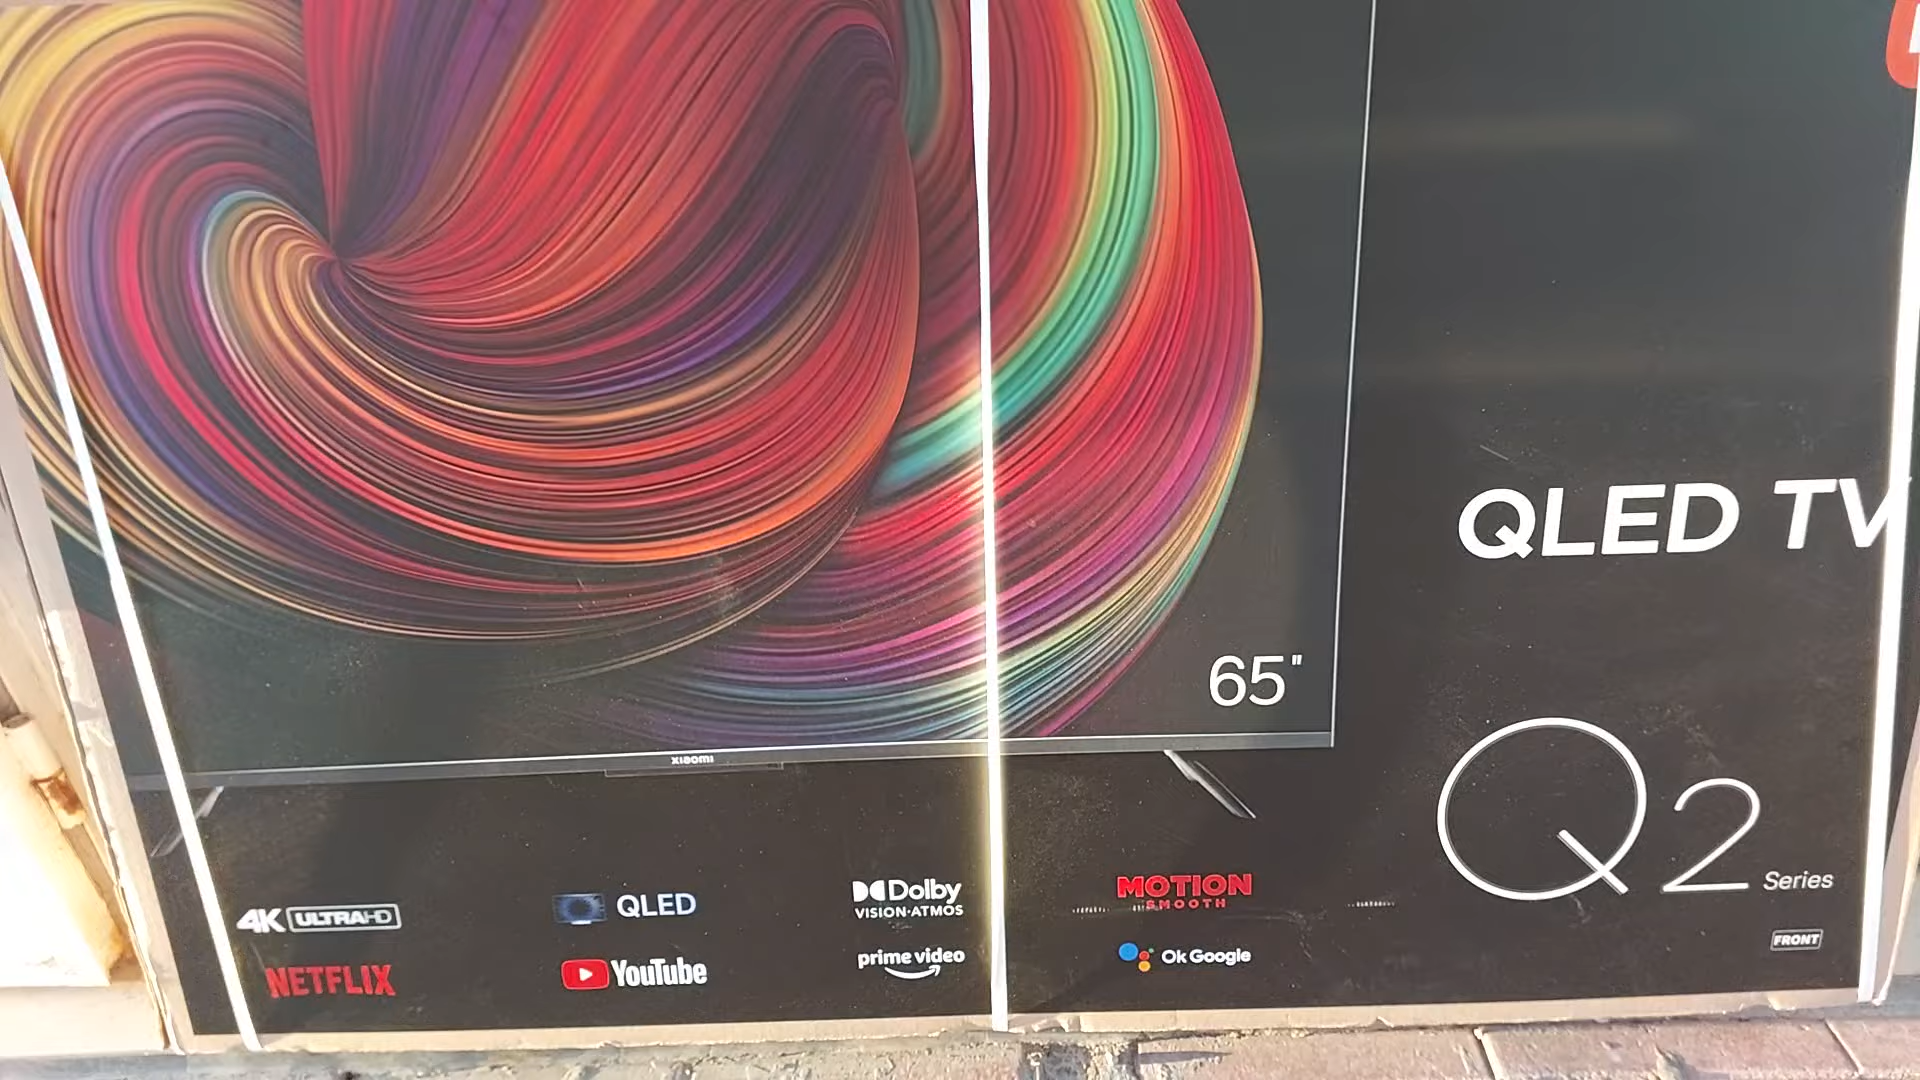 QLED TV
65"
xiaomi
Q2 Series
4K ULTRAHD
QLED
Dolby
VISION·ATMOS
MOTION
SMOOTH
NETFLIX
YouTube
prime video
Ok Google
FRONT